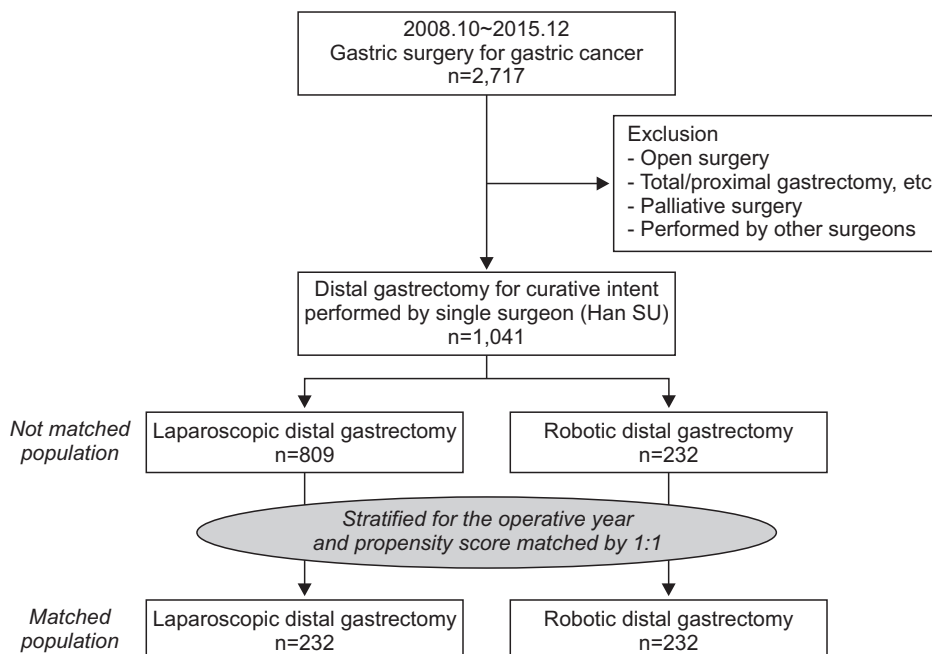 2008.10~2015.12
Gastric surgery for gastric cancer
n=2,717
Exclusion
- Open surgery
- Total/proximal gastrectomy, etc
- Palliative surgery
- Performed by other surgeons
Distal gastrectomy for curative intent
performed by single surgeon (Han SU)
n=1,041
Not matched
population
Laparoscopic distal gastrectomy
n=809
Robotic distal gastrectomy
n=232
Stratified for the operative year
and propensity score matched by 1:1
Matched
population
Laparoscopic distal gastrectomy
n=232
Robotic distal gastrectomy
n=232